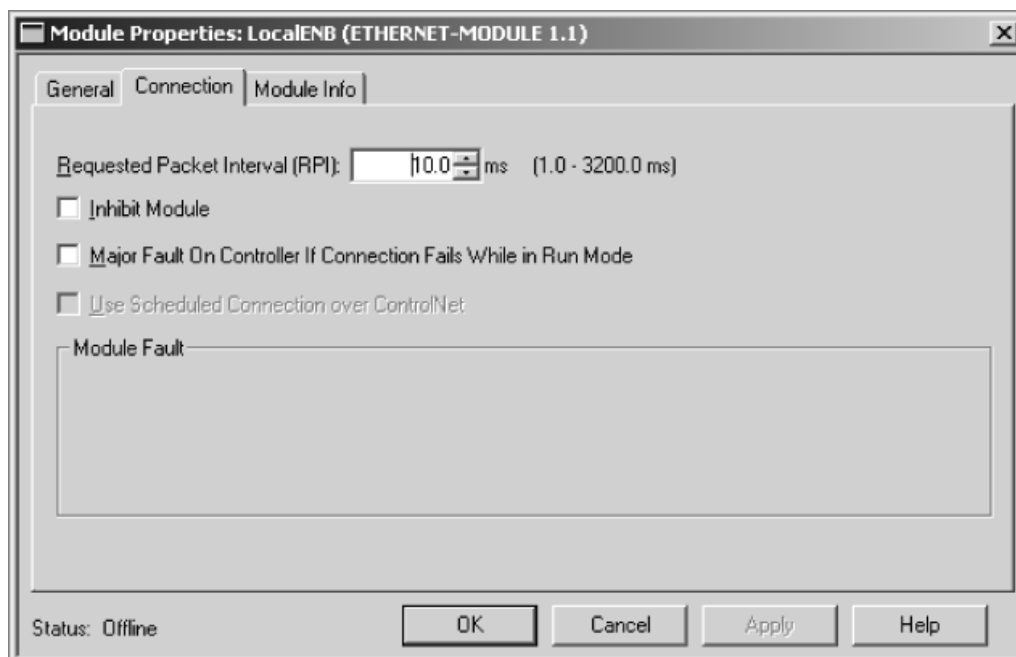 Module Properties: LocalENB (ETHERNET-MODULE 1.1)
General Connection Module Info
Requested Packet Interval (RPI): 10.0 ms (1.0 - 3200.0 ms)
Inhibit Module
Major Fault On Controller If Connection Fails While in Run Mode
Use Scheduled Connection over ControlNet
Module Fault
Status: Offline OK Cancel Apply Help